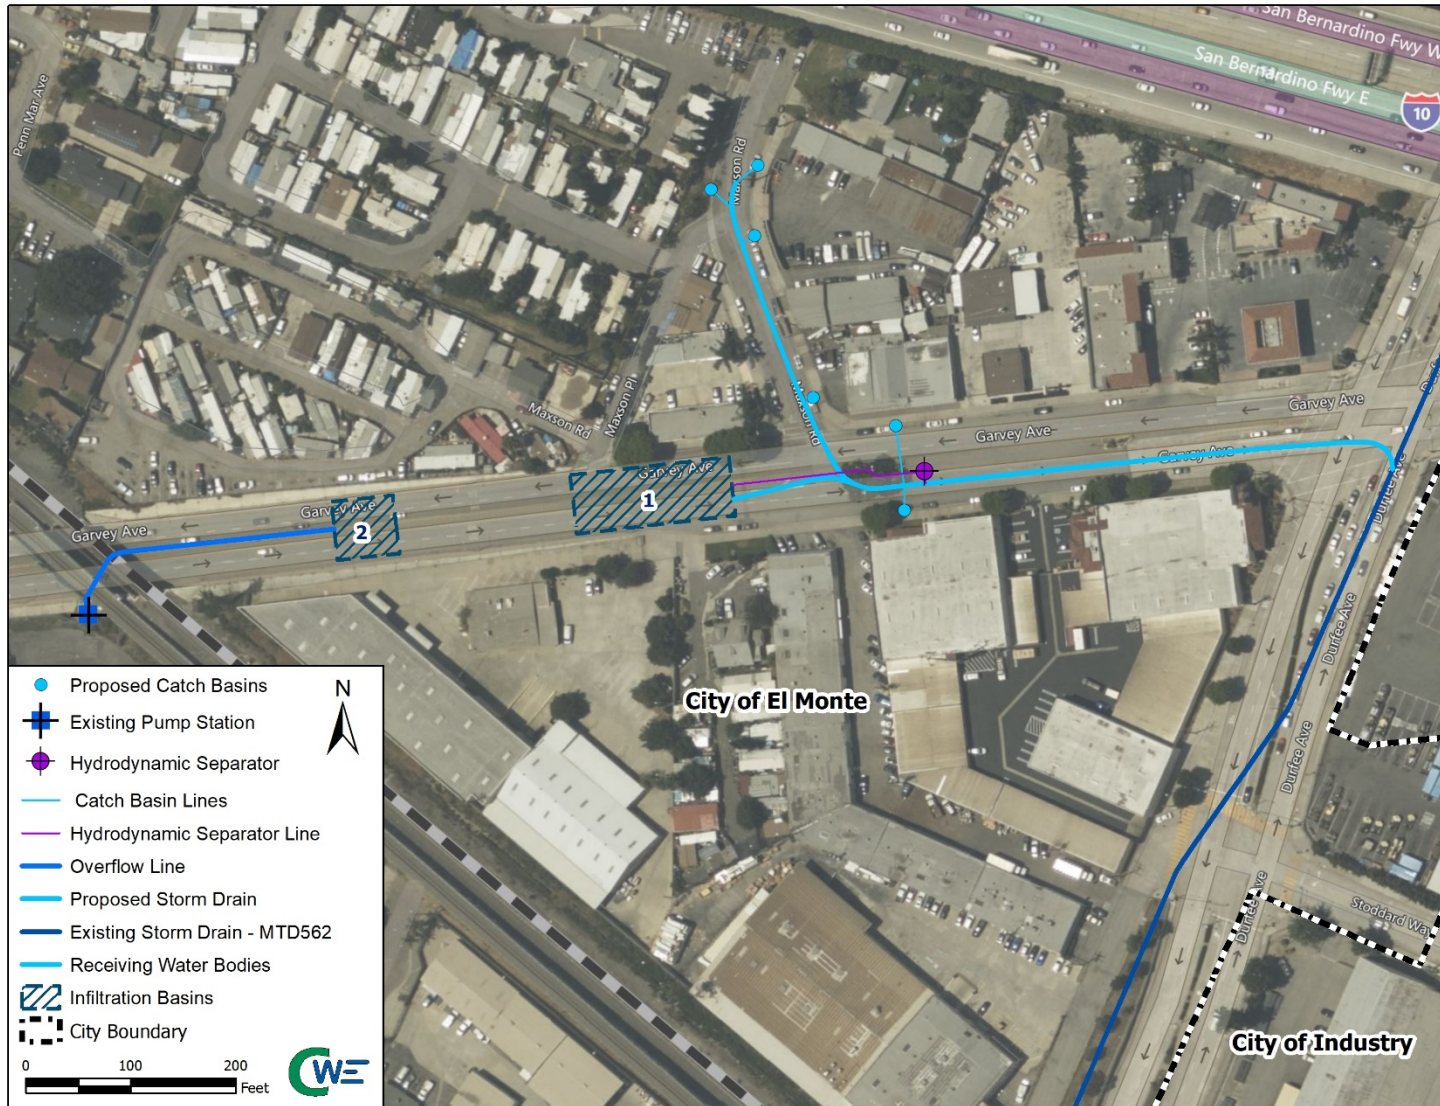 San Bernardino Fwy W
San Bernardino Fwy E
10
Penn Mar Ave
Maxson Rd
Maxson Rd
Maxson Pl
Maxson Rd
Garvey Ave
Garvey Ave
Garvey Ave
Garvey Ave
Garvey Ave
Garvey Ave
1
2
Durfee Ave
Durfee Ave
Durfee Ave
Durfee Ave
Stoddard Way
City of El Monte
City of Industry
Proposed Catch Basins
Existing Pump Station
Hydrodynamic Separator
Catch Basin Lines
Hydrodynamic Separator Line
Overflow Line
Proposed Storm Drain
Existing Storm Drain - MTD562
Receiving Water Bodies
Infiltration Basins
City Boundary
N
0 100 200
Feet
CWE